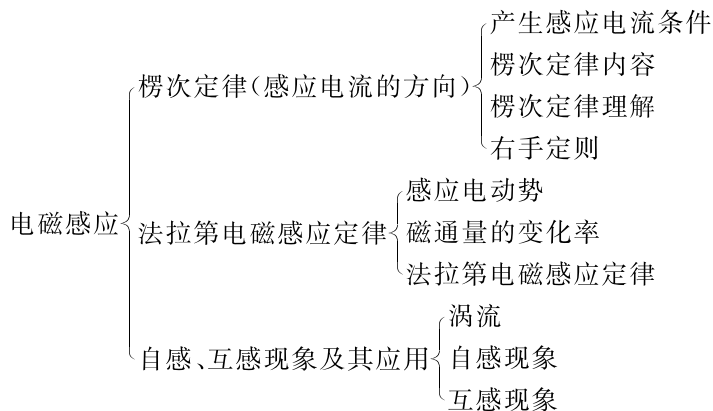 电磁感应
楞次定律(感应电流的方向)
产生感应电流条件
楞次定律内容
楞次定律理解
右手定则
法拉第电磁感应定律
感应电动势
磁通量的变化率
法拉第电磁感应定律
自感、互感现象及其应用
涡流
自感现象
互感现象